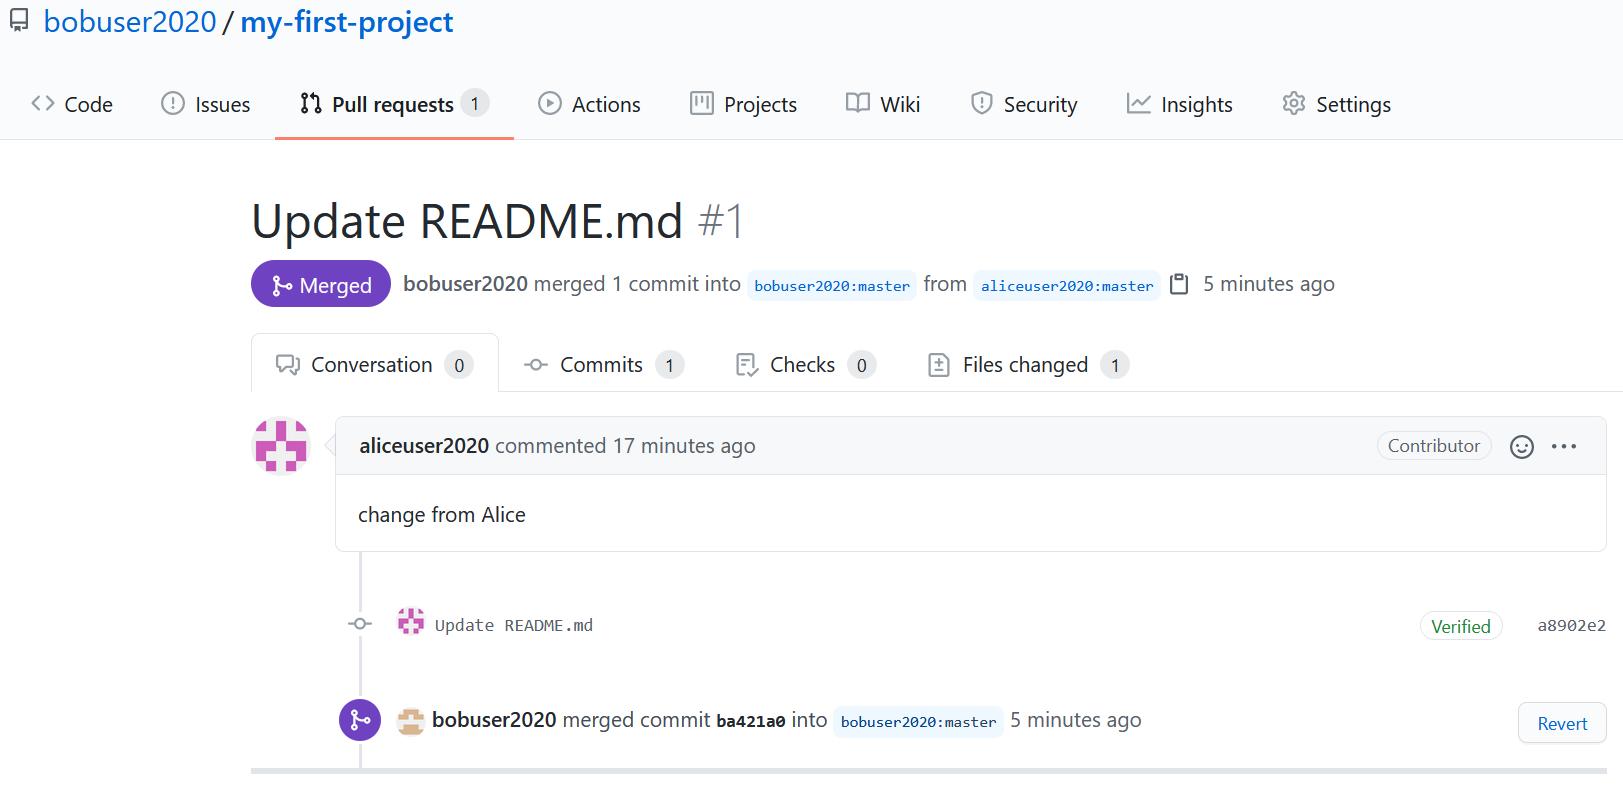 bobuser2020 / my-first-project
Code Issues Pull requests 1 Actions Projects Wiki Security Insights Settings
Update README.md #1
Merged bobuser2020 merged 1 commit into bobuser2020:master from aliceuser2020:master 5 minutes ago
Conversation 0 Commits 1 Checks 0 Files changed 1
aliceuser2020 commented 17 minutes ago Contributor ...
change from Alice
Update README.md Verified a8902e2
bobuser2020 merged commit ba421a0 into bobuser2020:master 5 minutes ago Revert